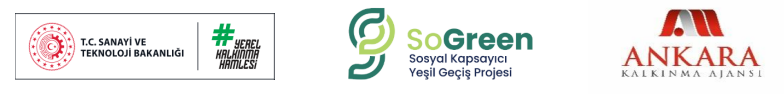 T.C. SANAYİ VE
TEKNOLOJİ BAKANLIĞI
#YEREL
KALKINMA
HAMLESİ
SoGreen
Sosyal Kapsayıcı
Yeşil Geçiş Projesi
ANKARA
KALKINMA AJANSI